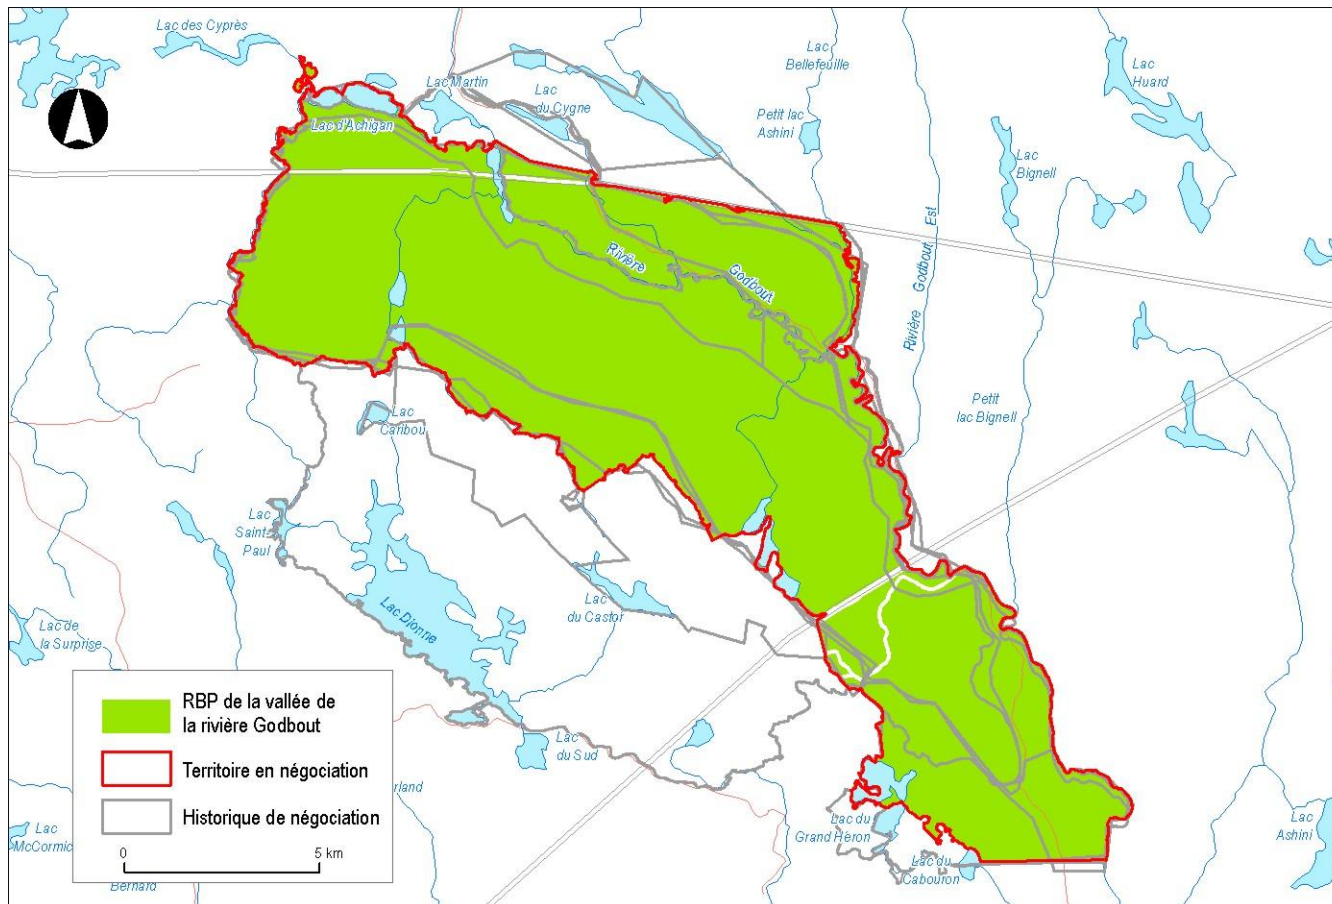 Lac des Cyprès
Lac Martin
Lac
du Cygne
Lac
Bellefeuille
Lac
Huard
Petit lac
Ashini
Lac d'Achigan
Lac
Bignell
Rivière
Godbout
Rivière Godbout Est
Petit
lac Bignell
Lac
Caribou
Lac
Saint-
Paul
Lac Dionne
Lac
du Castor
Lac de
la Surprise
Lac
du Sud
Lac du
Grand Héron
Lac du
Cabouron
Lac
Ashini
Lac
McCormic
rland
Bernard
RBP de la vallée de
la rivière Godbout
Territoire en négociation
Historique de négociation
0 5 km